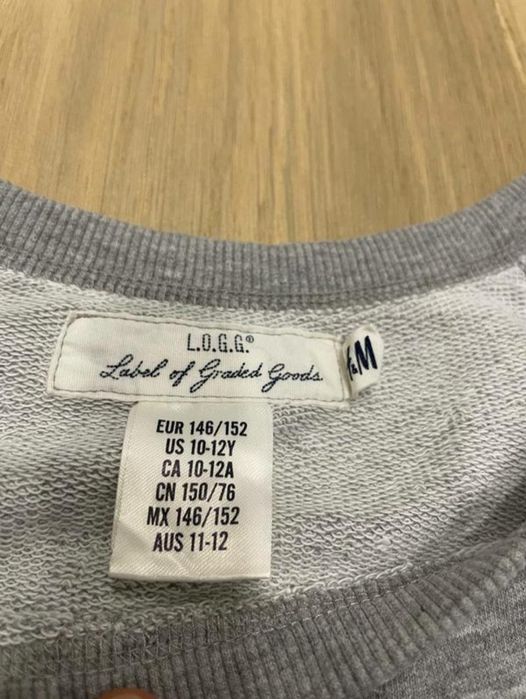 L.O.G.G.®
Label of Graded Goods
&M
EUR 146/152
US 10-12Y
CA 10-12A
CN 150/76
MX 146/152
AUS 11-12